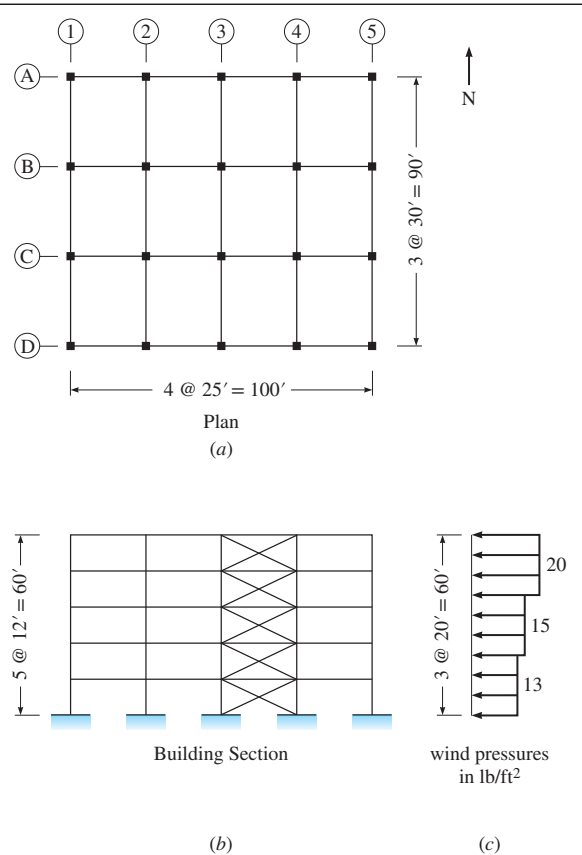 1 2 3 4 5
A
N
B
3 @ 30′ = 90′
C
D
4 @ 25′ = 100′
Plan
(a)
5 @ 12′ = 60′
3 @ 20′ = 60′
20
15
13
Building Section
wind pressures
in lb/ft²
(b)
(c)